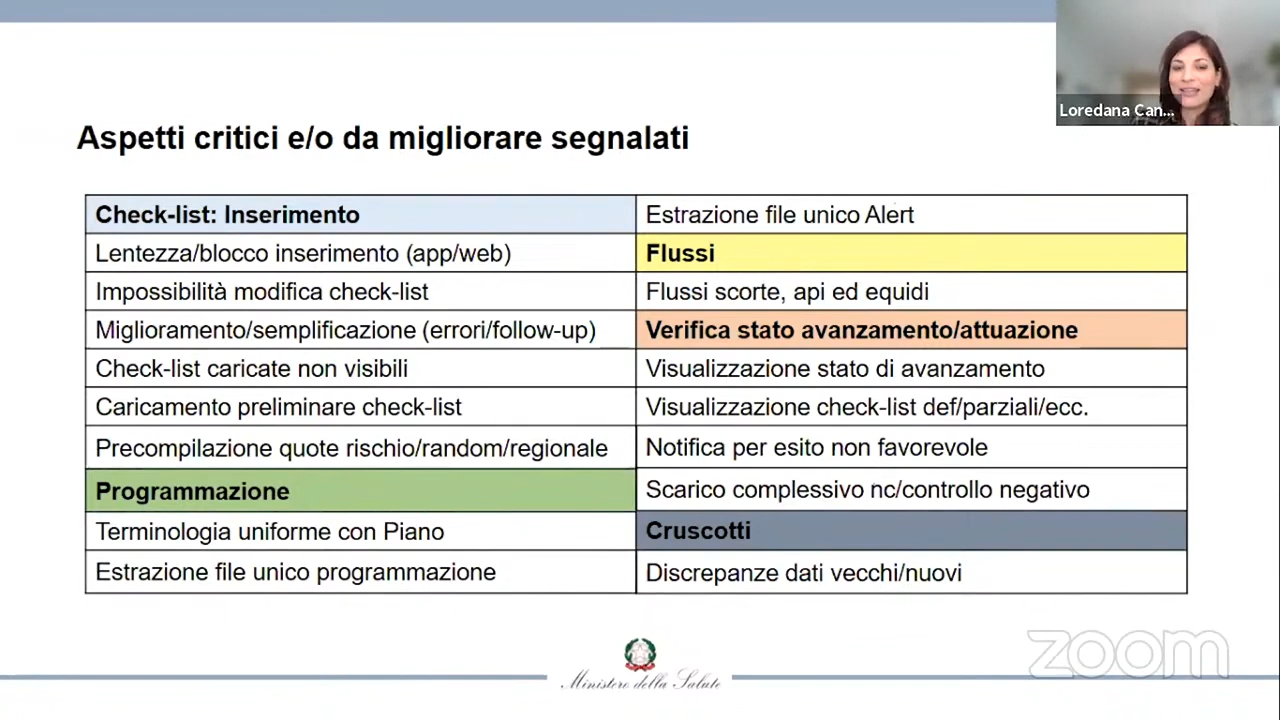 Loredana Can...
Aspetti critici e/o da migliorare segnalati
Check-list: Inserimento
Lentezza/blocco inserimento (app/web)
Impossibilità modifica check-list
Miglioramento/semplificazione (errori/follow-up)
Check-list caricate non visibili
Caricamento preliminare check-list
Precompilazione quote rischio/random/regionale
Programmazione
Terminologia uniforme con Piano
Estrazione file unico programmazione
Estrazione file unico Alert
Flussi
Flussi scorte, api ed equidi
Verifica stato avanzamento/attuazione
Visualizzazione stato di avanzamento
Visualizzazione check-list def/parziali/ecc.
Notifica per esito non favorevole
Scarico complessivo nc/controllo negativo
Cruscotti
Discrepanze dati vecchi/nuovi
Ministero della Salute
zoom